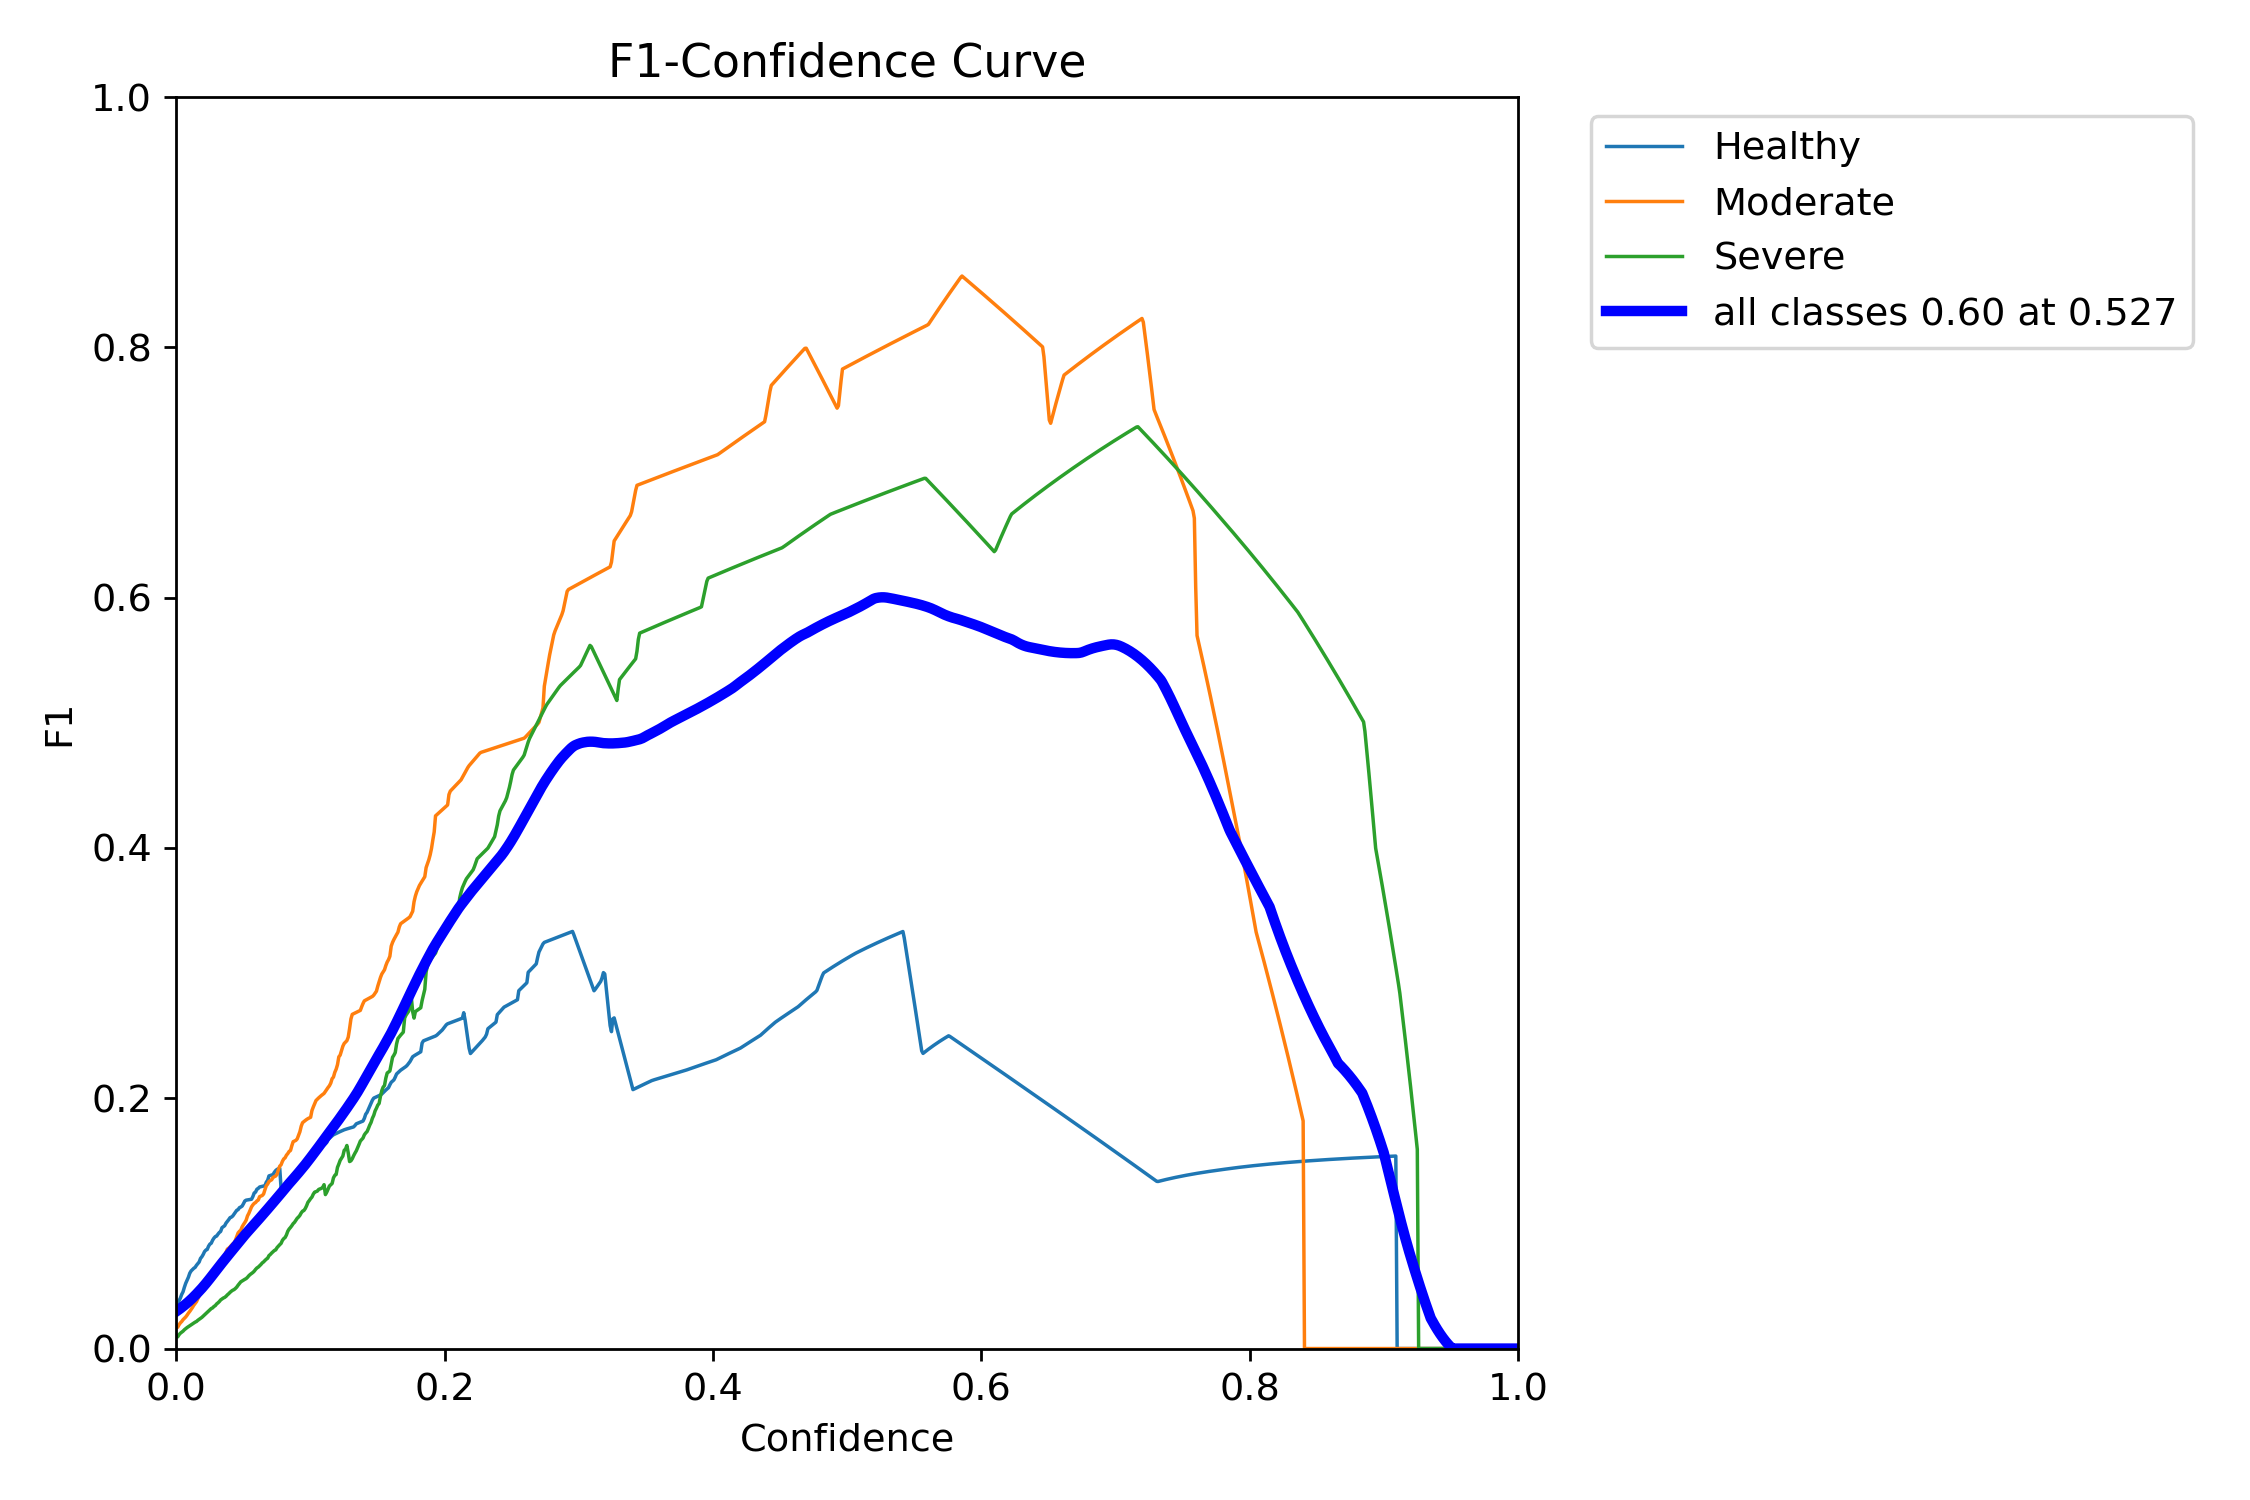 F1-Confidence Curve
1.0
0.8
0.6
0.4
0.2
0.0
F1
0.0 0.2 0.4 0.6 0.8 1.0
Confidence
Healthy
Moderate
Severe
all classes 0.60 at 0.527